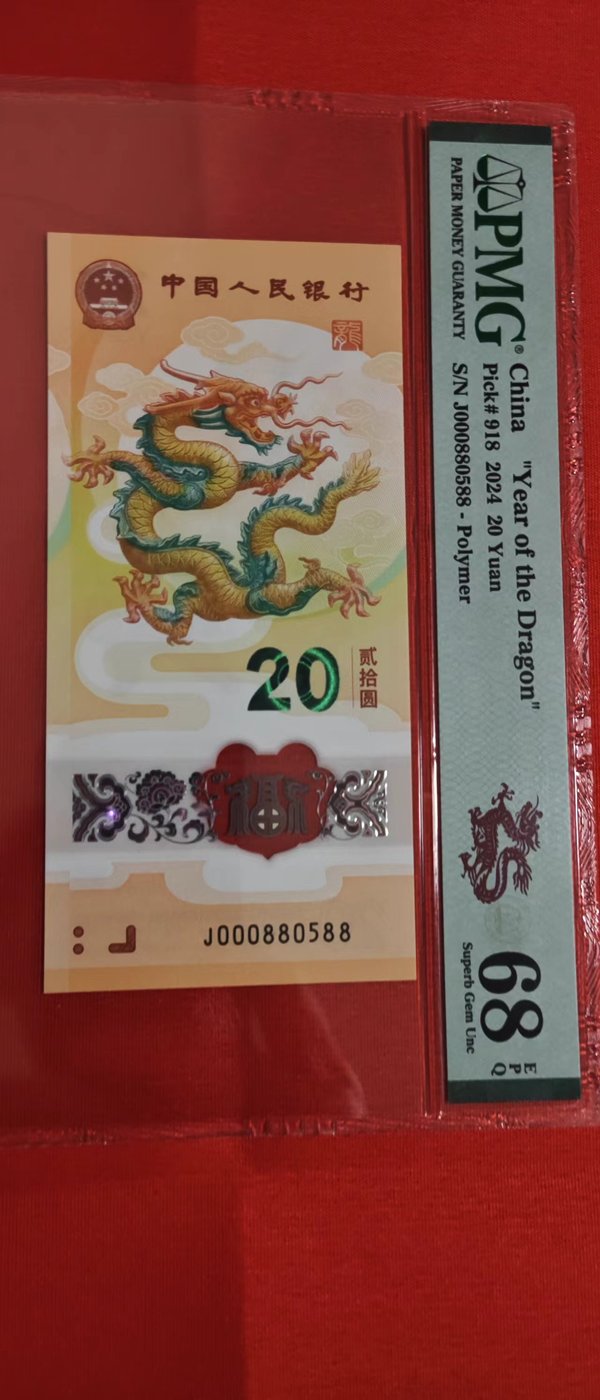 中国人民银行
龍
20
贰拾圆
福
J000880588
PMG®
PAPER MONEY GUARANTY
China "Year of the Dragon"
Pick# 918 2024 20 Yuan
S/N J000880588 - Polymer
68
EPQ
Superb Gem Unc